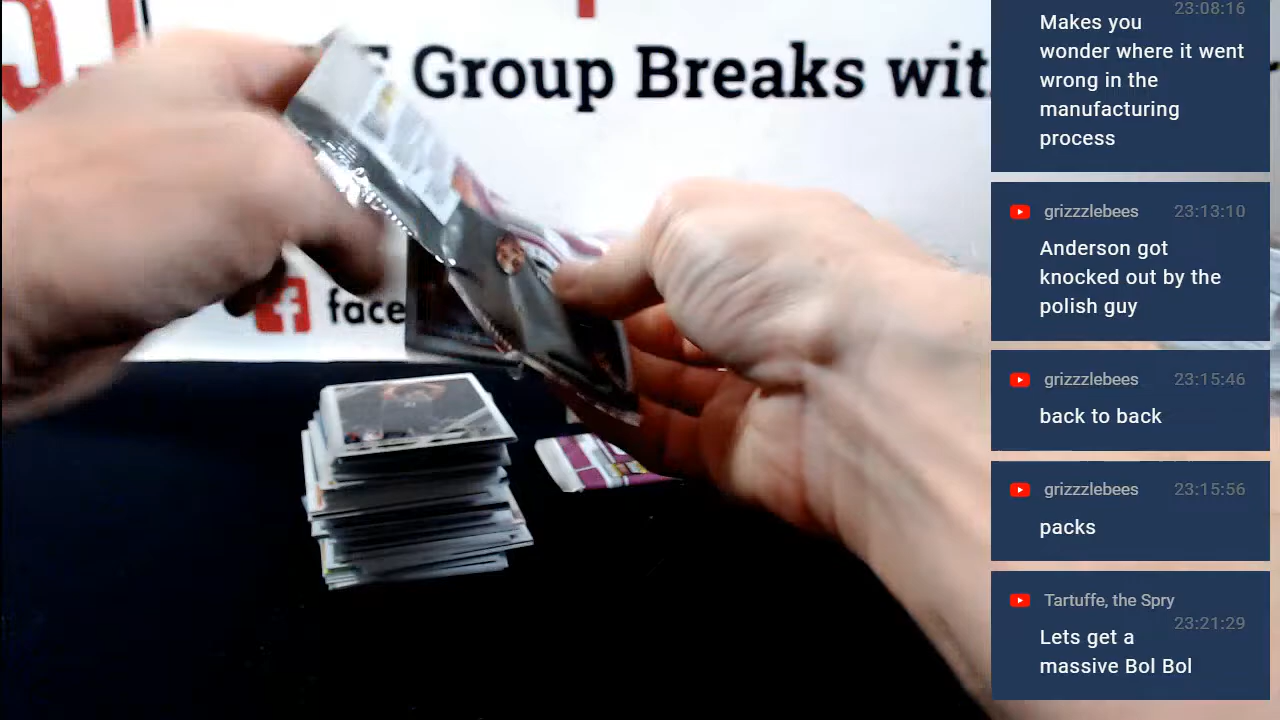 Group Breaks wit
face
23:08:16
Makes you
wonder where it went
wrong in the
manufacturing
process
grizzzlebees 23:13:10
Anderson got
knocked out by the
polish guy
grizzzlebees 23:15:46
back to back
grizzzlebees 23:15:56
packs
Tartuffe, the Spry
23:21:29
Lets get a
massive Bol Bol